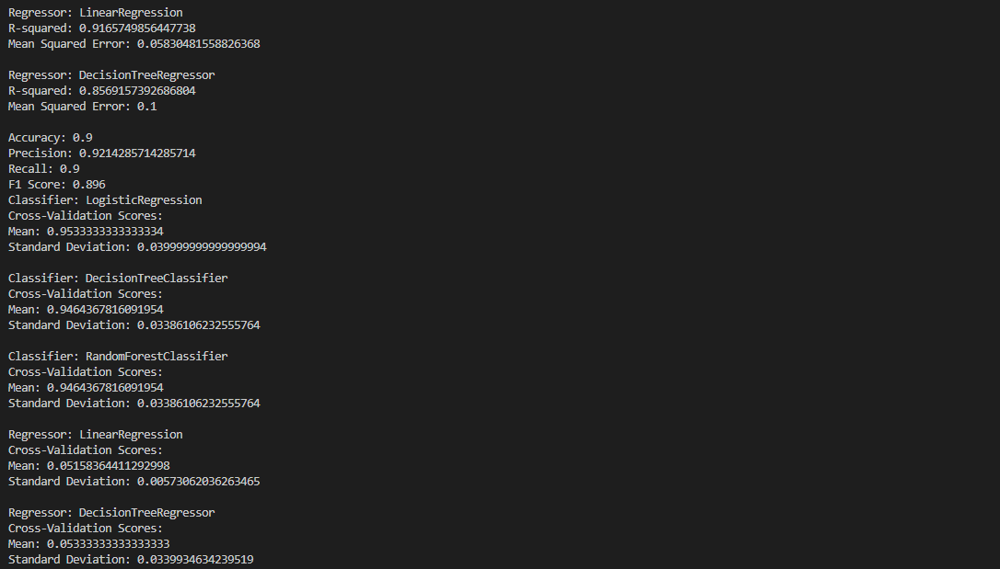 Regressor: LinearRegression
R-squared: 0.9165749856447738
Mean Squared Error: 0.05830481558826368
Regressor: DecisionTreeRegressor
R-squared: 0.8569157392686804
Mean Squared Error: 0.1
Accuracy: 0.9
Precision: 0.9214285714285714
Recall: 0.9
F1 Score: 0.896
Classifier: LogisticRegression
Cross-Validation Scores:
Mean: 0.9533333333333334
Standard Deviation: 0.039999999999999994
Classifier: DecisionTreeClassifier
Cross-Validation Scores:
Mean: 0.9464367816091954
Standard Deviation: 0.03386106232555764
Classifier: RandomForestClassifier
Cross-Validation Scores:
Mean: 0.9464367816091954
Standard Deviation: 0.03386106232555764
Regressor: LinearRegression
Cross-Validation Scores:
Mean: 0.05158364411292998
Standard Deviation: 0.00573062036263465
Regressor: DecisionTreeRegressor
Cross-Validation Scores:
Mean: 0.05333333333333333
Standard Deviation: 0.0339934634239519